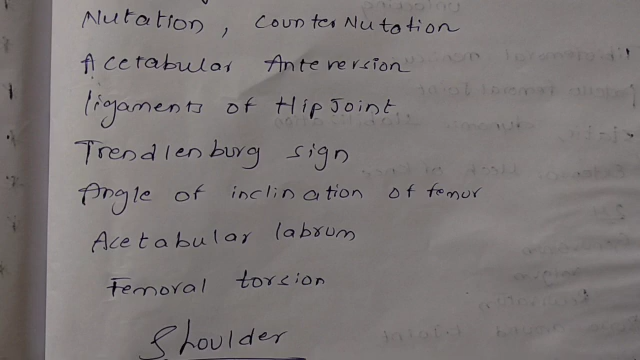 Nutation, Counter Nutation
Acetabular Anteversion
ligaments of Hip Joint
Trendlenburg sign
Angle of inclination of femur
Acetabular labrum
Femoral torsion
Shoulder